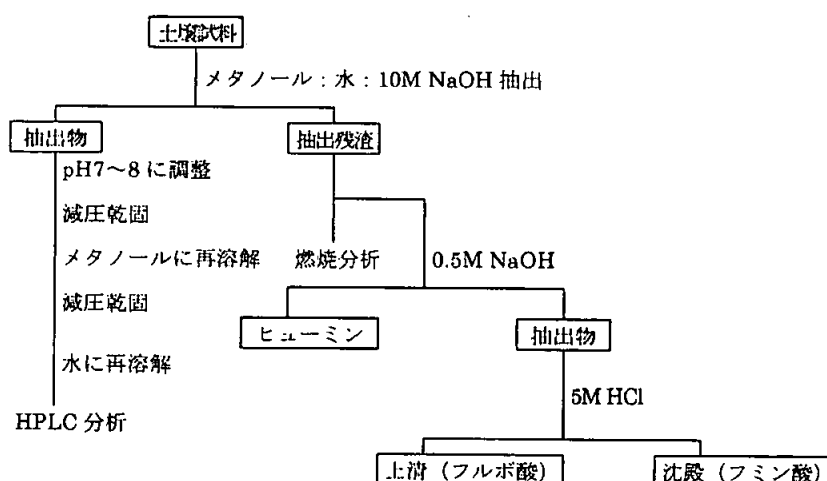 土壌試料
メタノール：水：10M NaOH 抽出
抽出物
抽出残渣
pH7～8 に調整
減圧乾固
メタノールに再溶解
燃焼分析
0.5M NaOH
減圧乾固
ヒューミン
抽出物
水に再溶解
5M HCl
HPLC 分析
上清（フルボ酸）
沈殿（フミン酸）